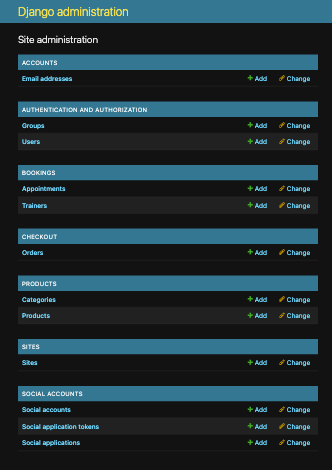 Django administration
Site administration
ACCOUNTS
Email addresses Add Change
AUTHENTICATION AND AUTHORIZATION
Groups Add Change
Users Add Change
BOOKINGS
Appointments Add Change
Trainers Add Change
CHECKOUT
Orders Add Change
PRODUCTS
Categories Add Change
Products Add Change
SITES
Sites Add Change
SOCIAL ACCOUNTS
Social accounts Add Change
Social application tokens Add Change
Social applications Add Change